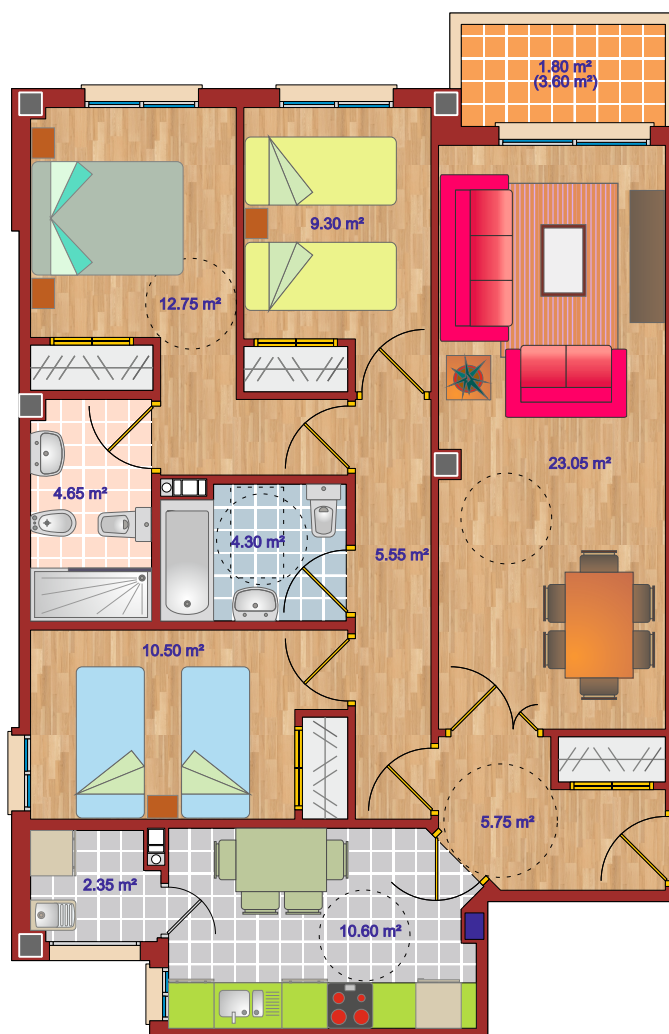 1.80 m²
(3.60 m²)
9.30 m²
12.75 m²
23.05 m²
4.65 m²
4.30 m²
5.55 m²
10.50 m²
5.75 m²
2.35 m²
10.60 m²